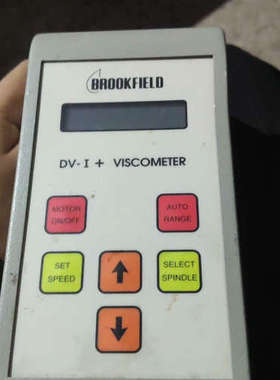 BROOKFIELD
DV-I + VISCOMETER
MOTOR
ON/OFF
AUTO
RANGE
SET
SPEED
SELECT
SPINDLE